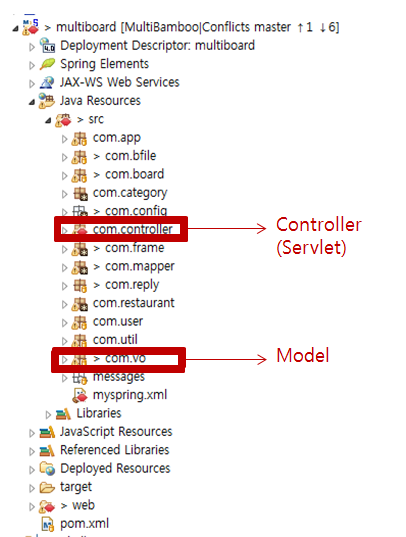 > multiboard [MultiBamboo|Conflicts master ↑1 ↓6]
Deployment Descriptor: multiboard
Spring Elements
JAX-WS Web Services
Java Resources
> src
com.app
> com.bfile
> com.board
com.category
> com.config
com.controller
> com.frame
> com.mapper
> com.reply
com.restaurant
com.user
com.util
> com.vo
messages
myspring.xml
Libraries
JavaScript Resources
Referenced Libraries
Deployed Resources
target
> web
pom.xml
Controller
(Servlet)
Model